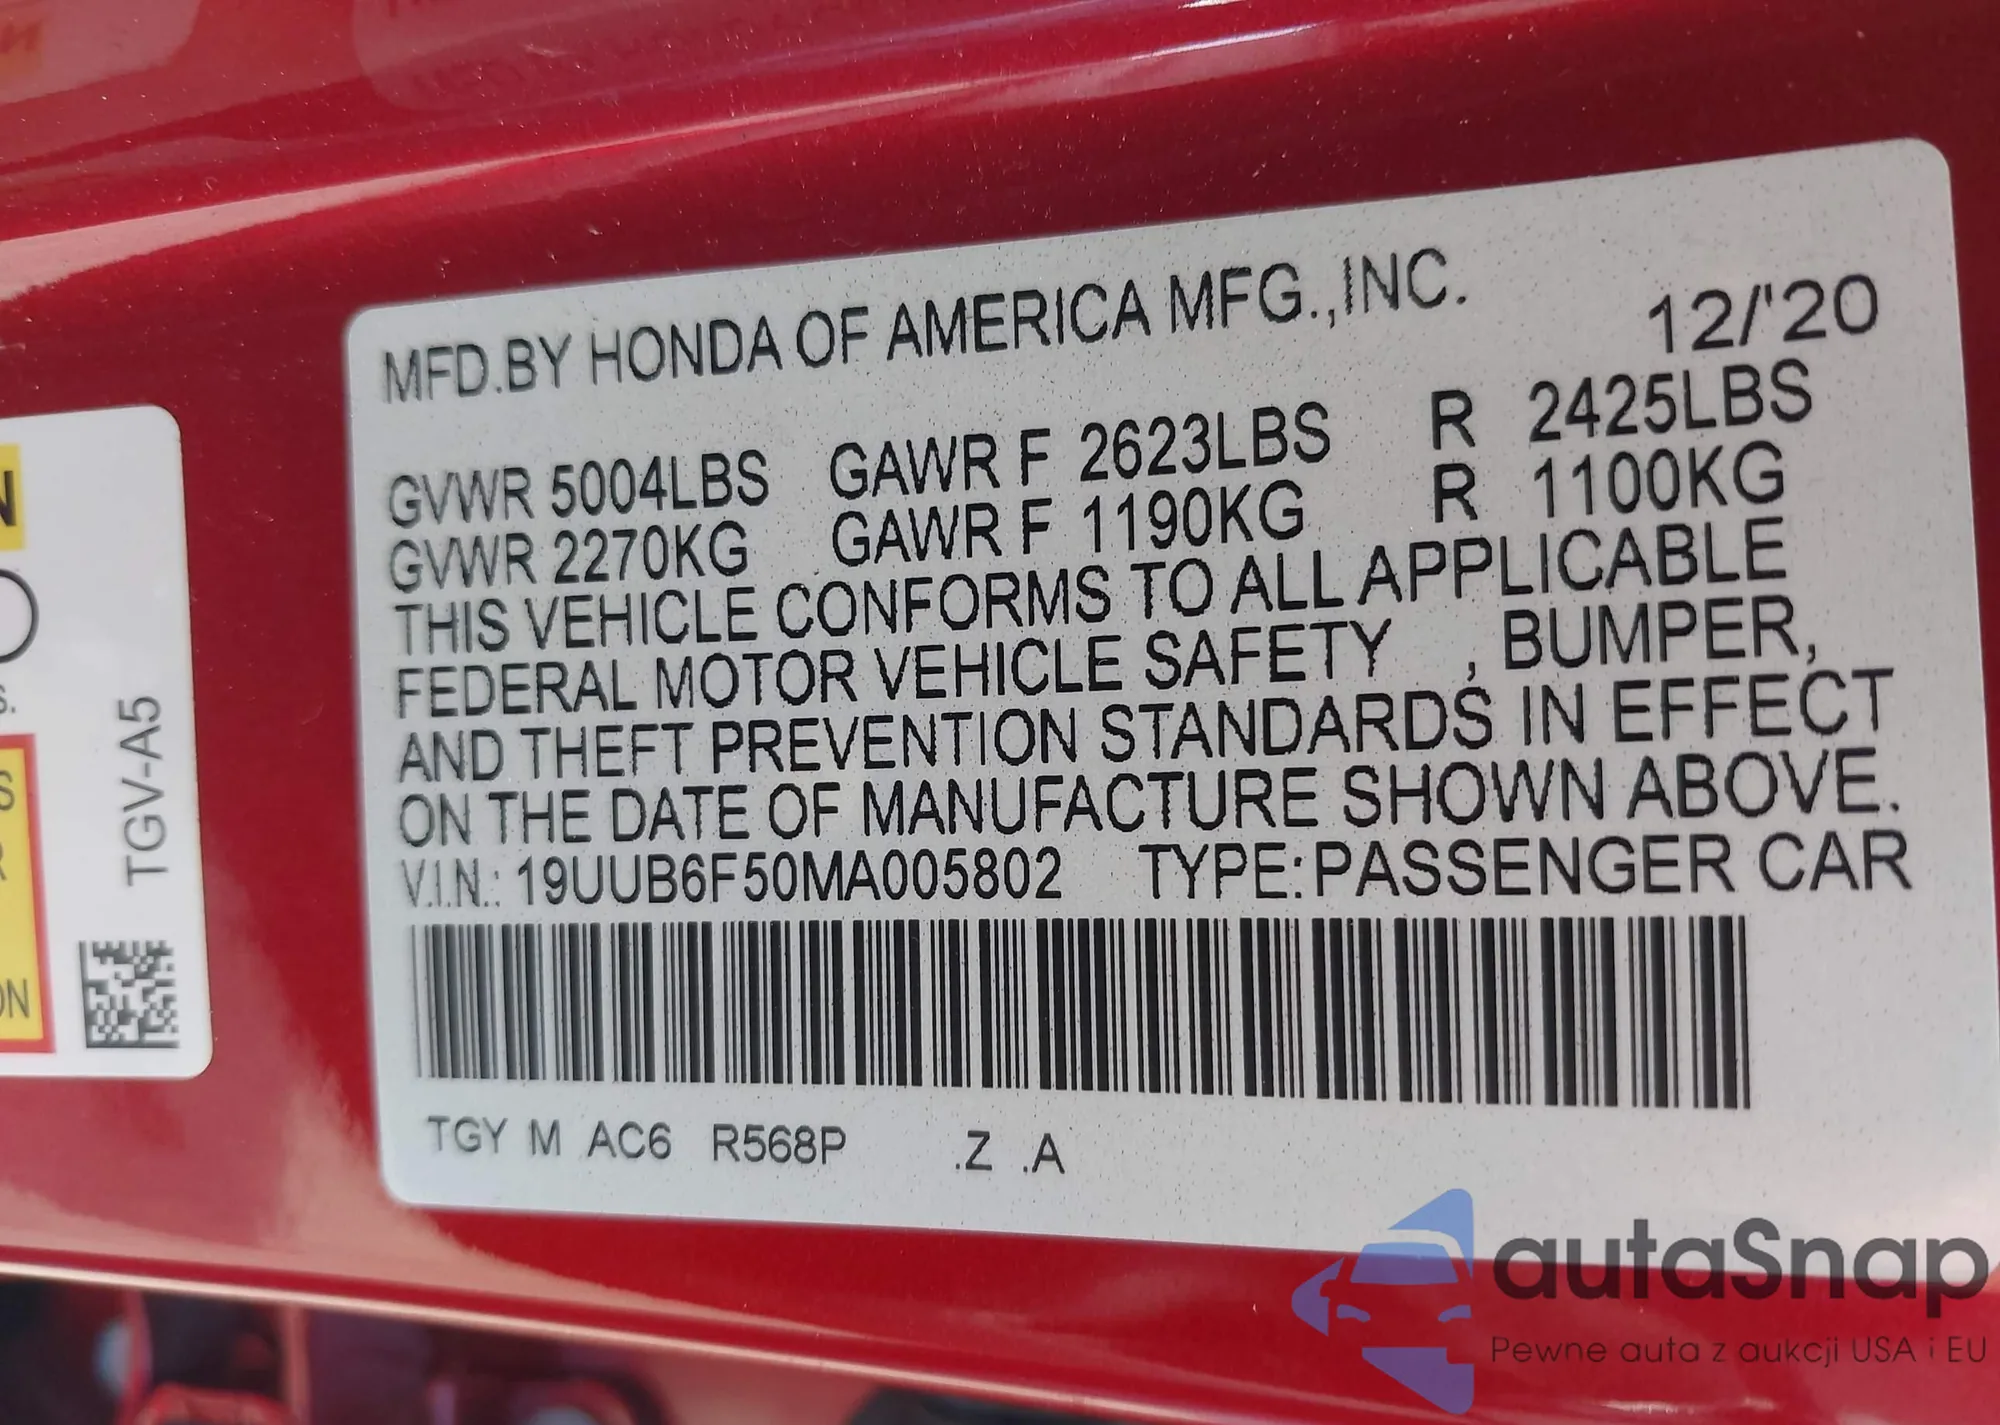 MFD.BY HONDA OF AMERICA MFG.,INC.
12/'20
GVWR 5004LBS GAWR F 2623LBS R 2425LBS
GVWR 2270KG GAWR F 1190KG R 1100KG
THIS VEHICLE CONFORMS TO ALL APPLICABLE
FEDERAL MOTOR VEHICLE SAFETY , BUMPER,
AND THEFT PREVENTION STANDARDS IN EFFECT
ON THE DATE OF MANUFACTURE SHOWN ABOVE.
V.I.N.: 19UUB6F50MA005802 TYPE:PASSENGER CAR
TGY M AC6 R568P .Z .A
TGV-A5
autaSnap
Pewne auta z aukcji USA i EU